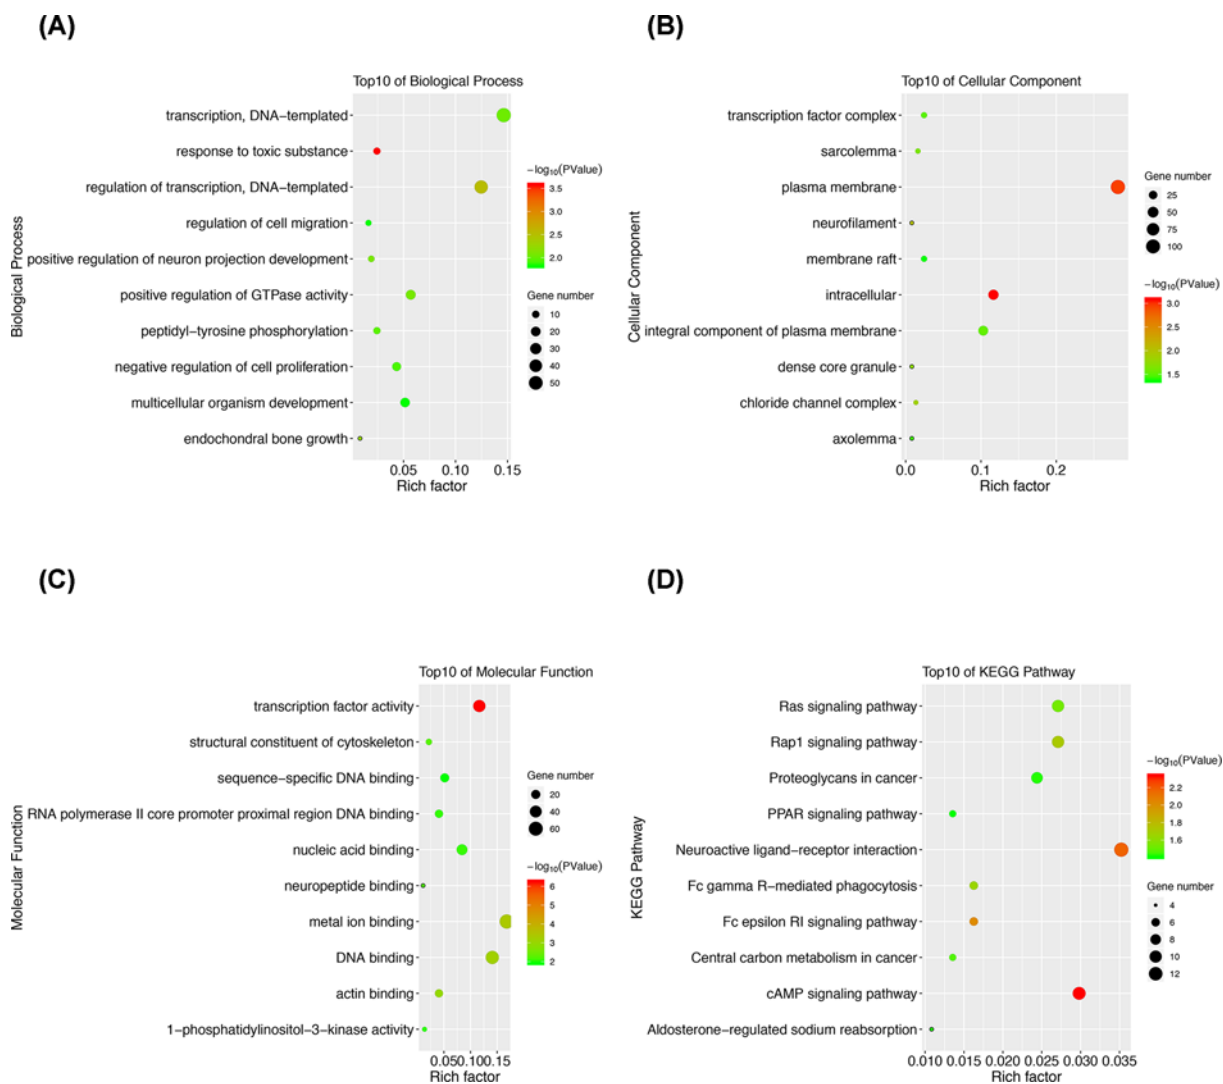 (A)
Top10 of Biological Process
Biological Process
transcription, DNA−templated
response to toxic substance
regulation of transcription, DNA−templated
regulation of cell migration
positive regulation of neuron projection development
positive regulation of GTPase activity
peptidyl−tyrosine phosphorylation
negative regulation of cell proliferation
multicellular organism development
endochondral bone growth
0.05 0.10 0.15
Rich factor
−log10(PValue)
3.5
3.0
2.5
2.0
Gene number
10
20
30
40
50
(B)
Top10 of Cellular Component
Cellular Component
transcription factor complex
sarcolemma
plasma membrane
neurofilament
membrane raft
intracellular
integral component of plasma membrane
dense core granule
chloride channel complex
axolemma
0.0 0.1 0.2
Rich factor
Gene number
25
50
75
100
−log10(PValue)
3.0
2.5
2.0
1.5
(C)
Top10 of Molecular Function
Molecular Function
transcription factor activity
structural constituent of cytoskeleton
sequence−specific DNA binding
RNA polymerase II core promoter proximal region DNA binding
nucleic acid binding
neuropeptide binding
metal ion binding
DNA binding
actin binding
1−phosphatidylinositol−3−kinase activity
0.05 0.10 0.15
Rich factor
Gene number
20
40
60
−log10(PValue)
6
5
4
3
2
(D)
Top10 of KEGG Pathway
KEGG Pathway
Ras signaling pathway
Rap1 signaling pathway
Proteoglycans in cancer
PPAR signaling pathway
Neuroactive ligand−receptor interaction
Fc gamma R−mediated phagocytosis
Fc epsilon RI signaling pathway
Central carbon metabolism in cancer
cAMP signaling pathway
Aldosterone−regulated sodium reabsorption
0.010 0.015 0.020 0.025 0.030 0.035
Rich factor
−log10(PValue)
2.2
2.0
1.8
1.6
Gene number
4
6
8
10
12